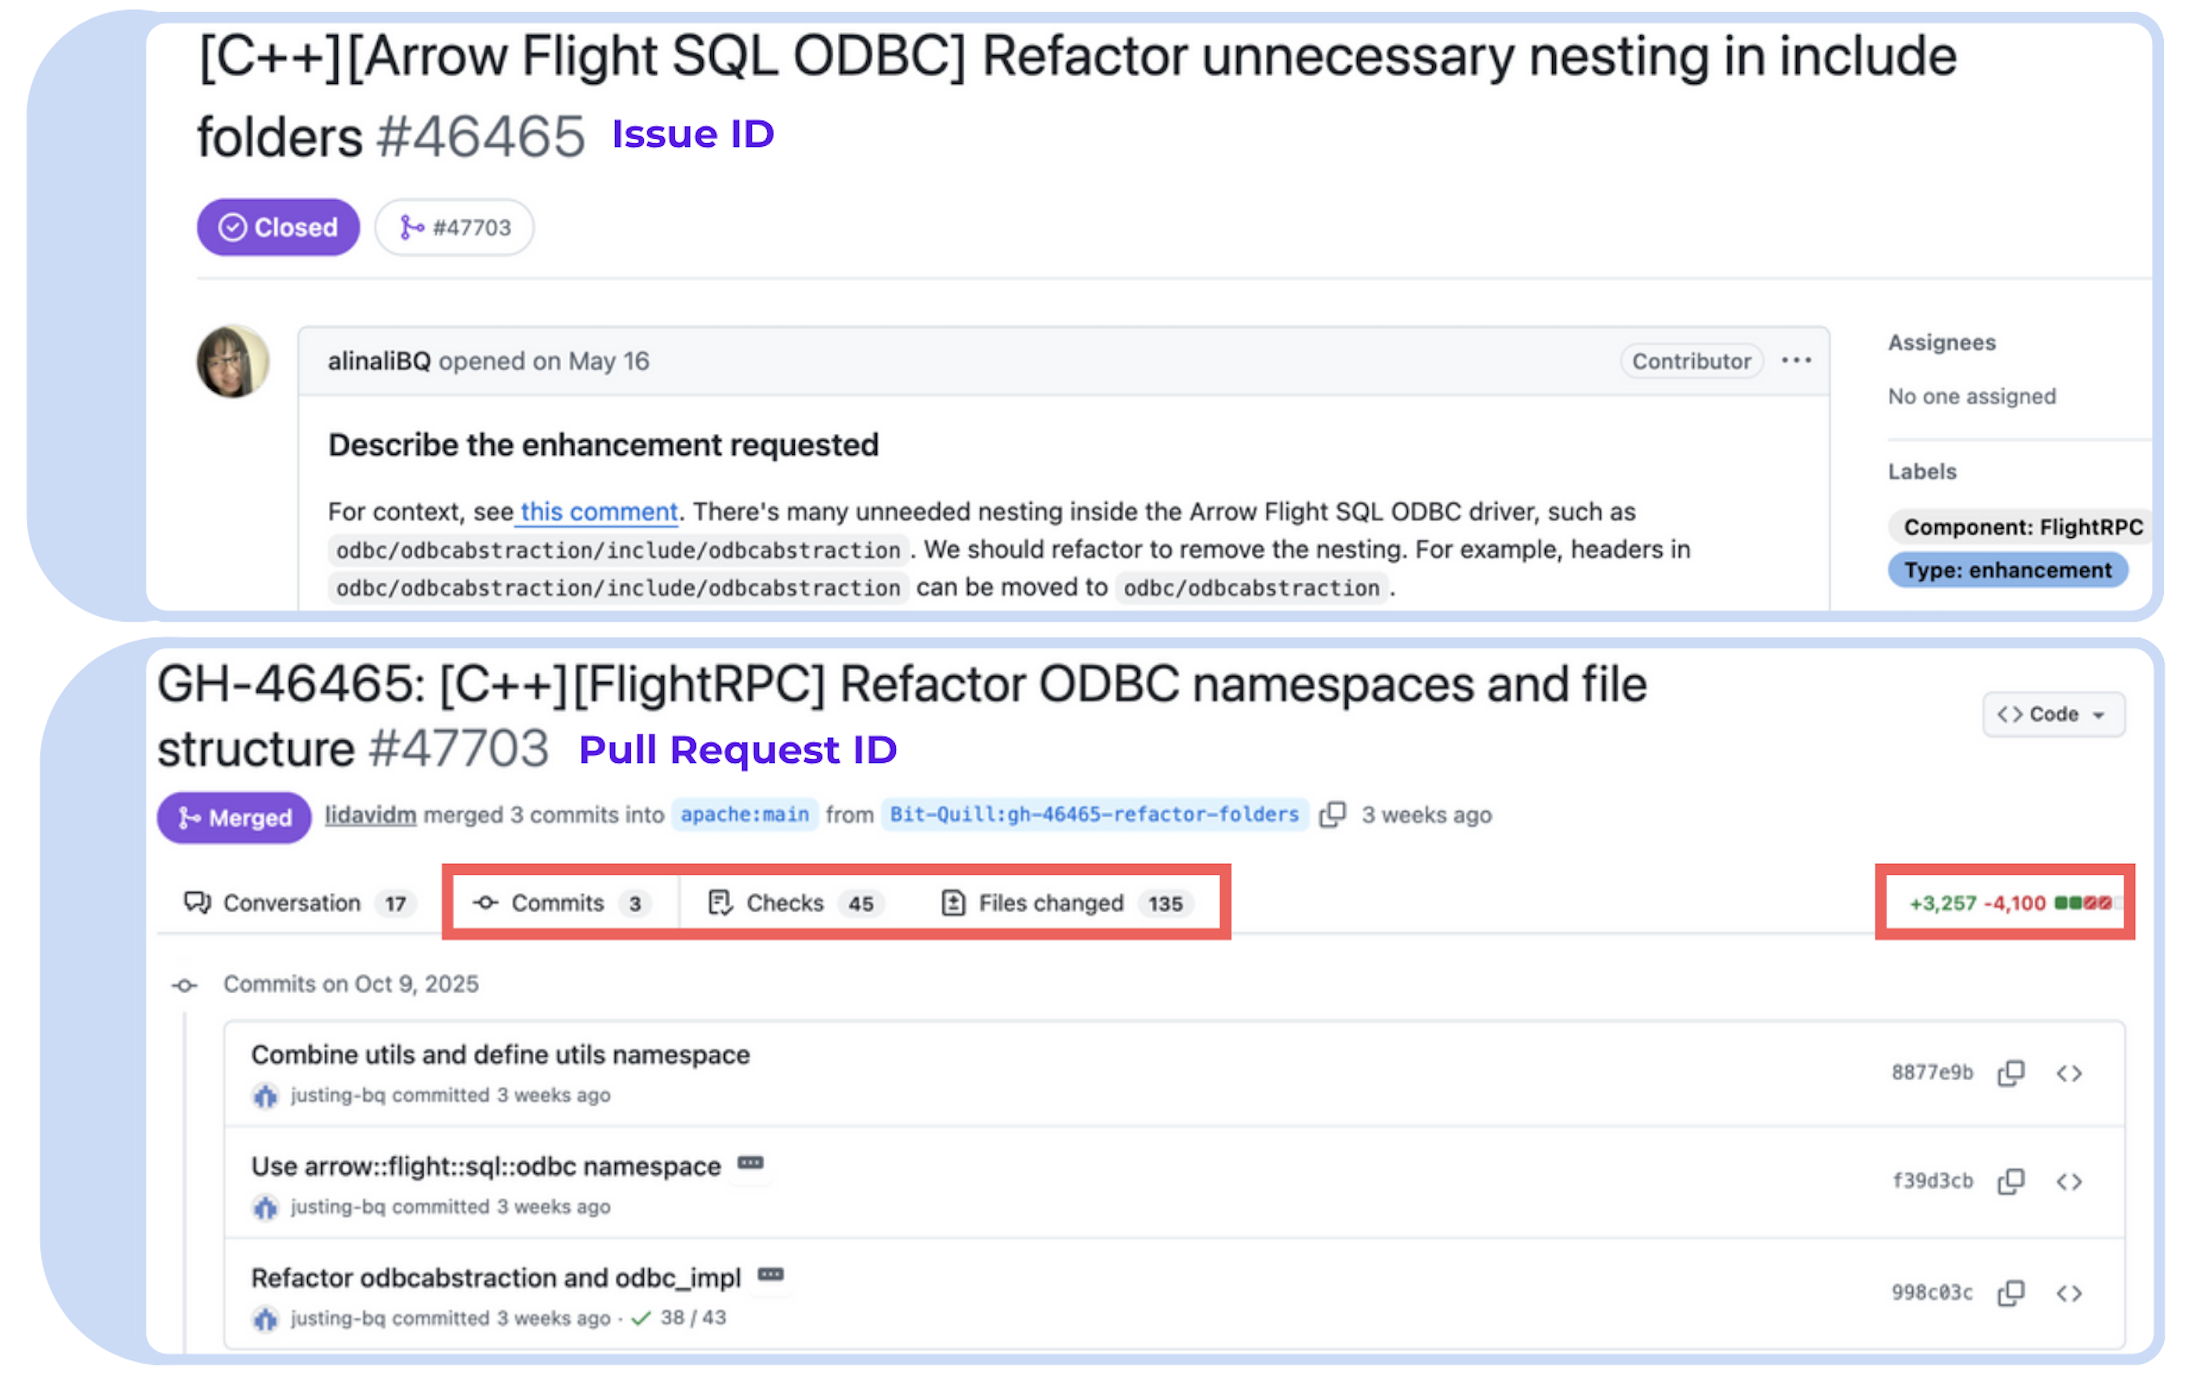 [C++][Arrow Flight SQL ODBC] Refactor unnecessary nesting in include
folders #46465 Issue ID
Closed #47703
alinaliBQ opened on May 16 Contributor
Describe the enhancement requested
For context, see this comment. There's many unneeded nesting inside the Arrow Flight SQL ODBC driver, such as
odbc/odbcabstraction/include/odbcabstraction . We should refactor to remove the nesting. For example, headers in
odbc/odbcabstraction/include/odbcabstraction can be moved to odbc/odbcabstraction .
Assignees
No one assigned
Labels
Component: FlightRPC
Type: enhancement
GH-46465: [C++][FlightRPC] Refactor ODBC namespaces and file
structure #47703 Pull Request ID
Code
Merged lidavidm merged 3 commits into apache:main from Bit-Quill:gh-46465-refactor-folders 3 weeks ago
Conversation 17 Commits 3 Checks 45 Files changed 135 +3,257 -4,100
Commits on Oct 9, 2025
Combine utils and define utils namespace
justing-bq committed 3 weeks ago
8877e9b
Use arrow::flight::sql::odbc namespace
justing-bq committed 3 weeks ago
f39d3cb
Refactor odbcabstraction and odbc_impl
justing-bq committed 3 weeks ago · 38 / 43
998c03c